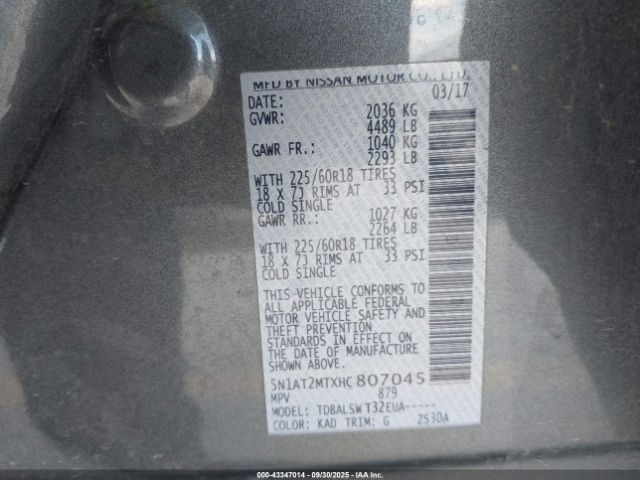 MFD BY NISSAN MOTOR CO., LTD.
DATE: 03/17
GVWR: 2036 KG
4489 LB
GAWR FR.: 1040 KG
2293 LB
WITH 225/60R18 TIRES
18 X 7J RIMS AT 33 PSI
COLD SINGLE
GAWR RR.: 1027 KG
2264 LB
WITH 225/60R18 TIRES
18 X 7J RIMS AT 33 PSI
COLD SINGLE
THIS VEHICLE CONFORMS TO
ALL APPLICABLE FEDERAL
MOTOR VEHICLE SAFETY AND
THEFT PREVENTION
STANDARDS IN EFFECT ON
THE DATE OF MANUFACTURE
SHOWN ABOVE.
5N1AT2MTXHC807045
MPV 879
MODEL: TDBALSWT32EUA-----
COLOR: KAD TRIM: G 2S30A
000-43347014 - 09/30/2025 - IAA, Inc.